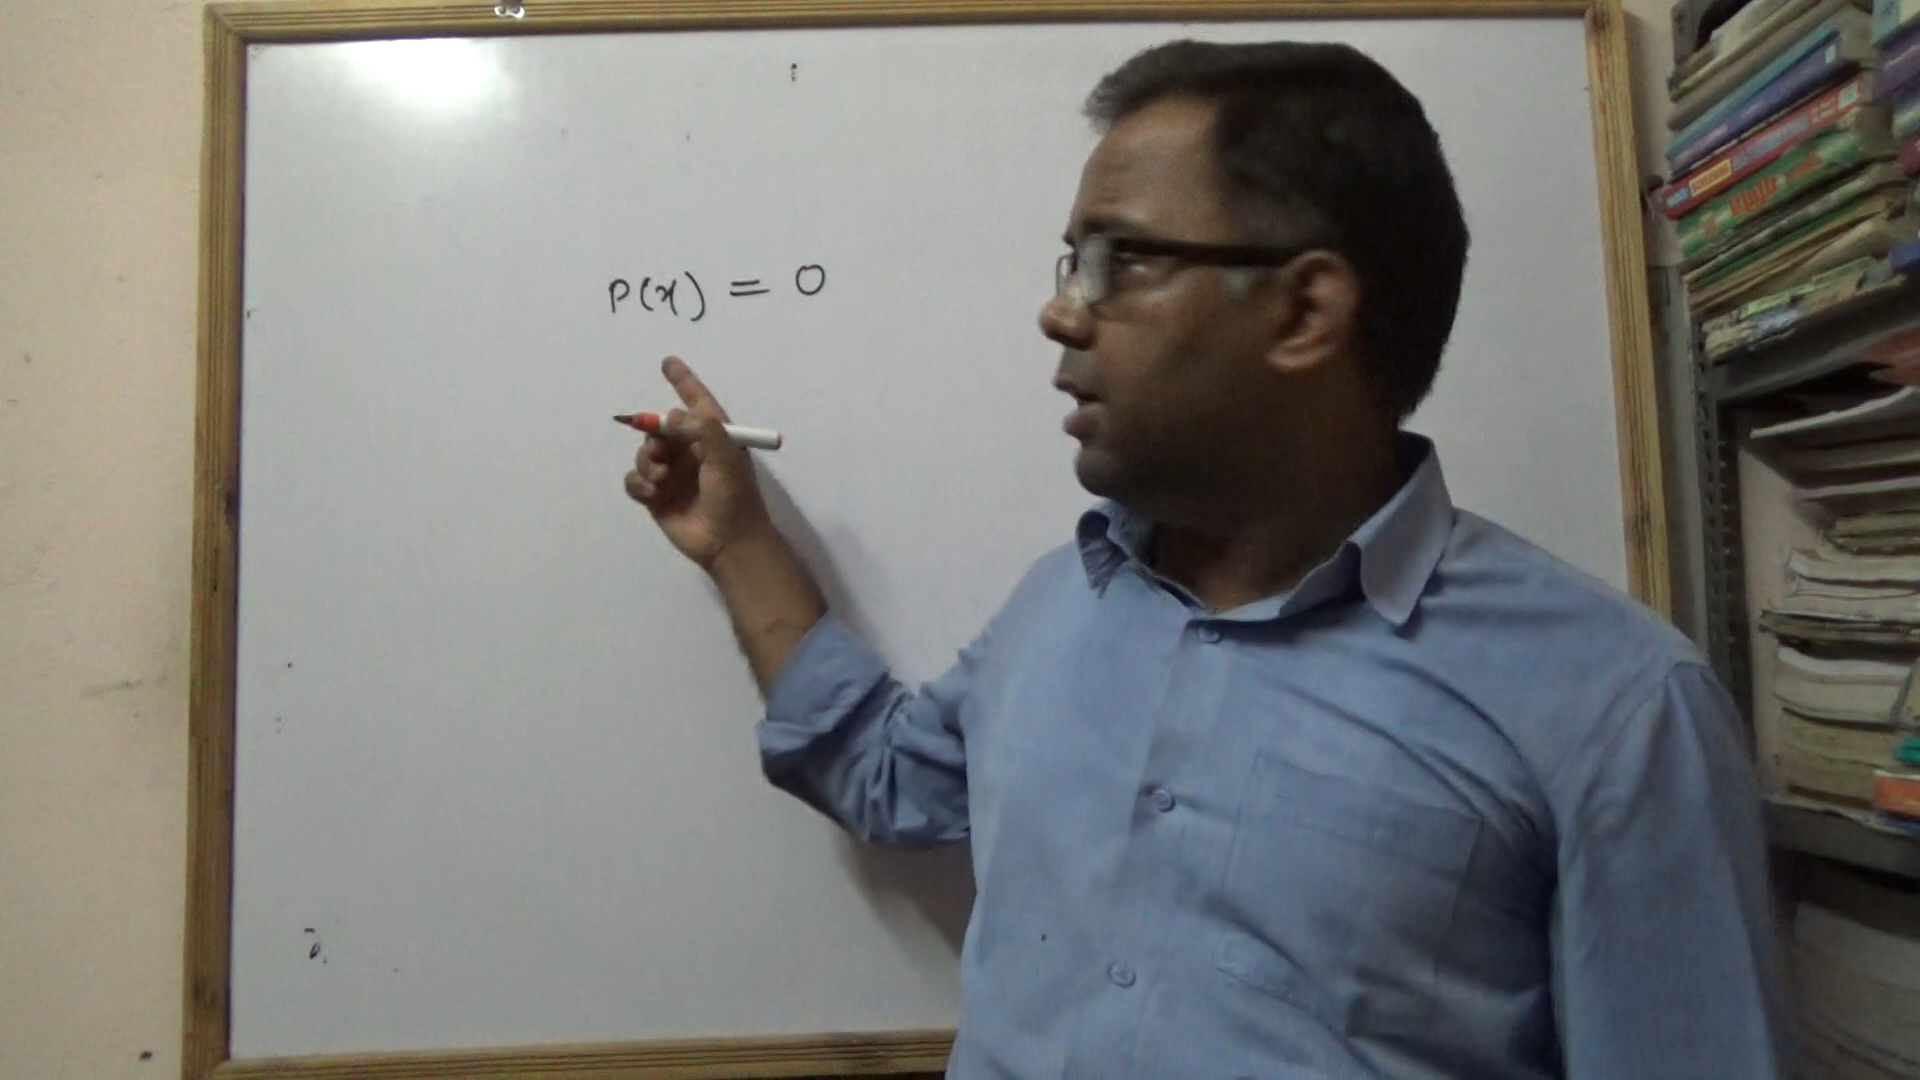 P(x) = 0